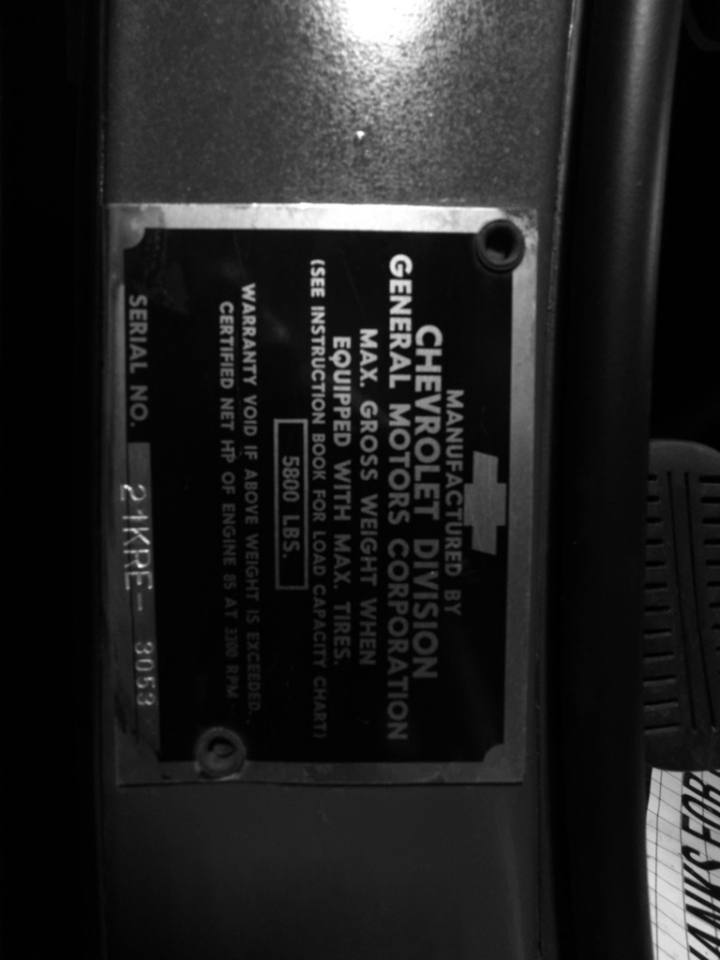 MANUFACTURED BY
CHEVROLET DIVISION
GENERAL MOTORS CORPORATION
MAX. GROSS WEIGHT WHEN
EQUIPPED WITH MAX. TIRES.
(SEE INSTRUCTION BOOK FOR LOAD CAPACITY CHART)
5800 LBS.
WARRANTY VOID IF ABOVE WEIGHT IS EXCEEDED.
CERTIFIED NET HP OF ENGINE 85 AT 3300 RPM
SERIAL NO. 21KRE- 3053
ANKS FOR